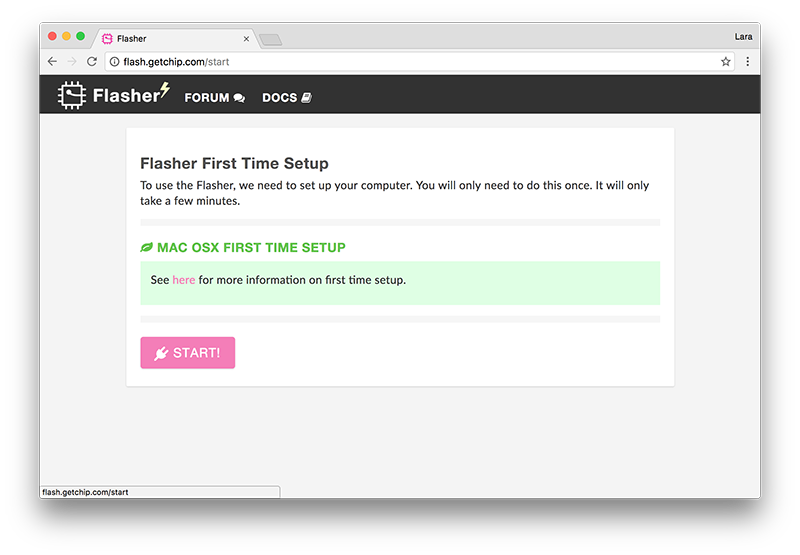 Flasher
Lara
flash.getchip.com/start
Flasher
FORUM
DOCS
Flasher First Time Setup
To use the Flasher, we need to set up your computer. You will only need to do this once. It will only
take a few minutes.
MAC OSX FIRST TIME SETUP
See here for more information on first time setup.
START!
flash.getchip.com/start